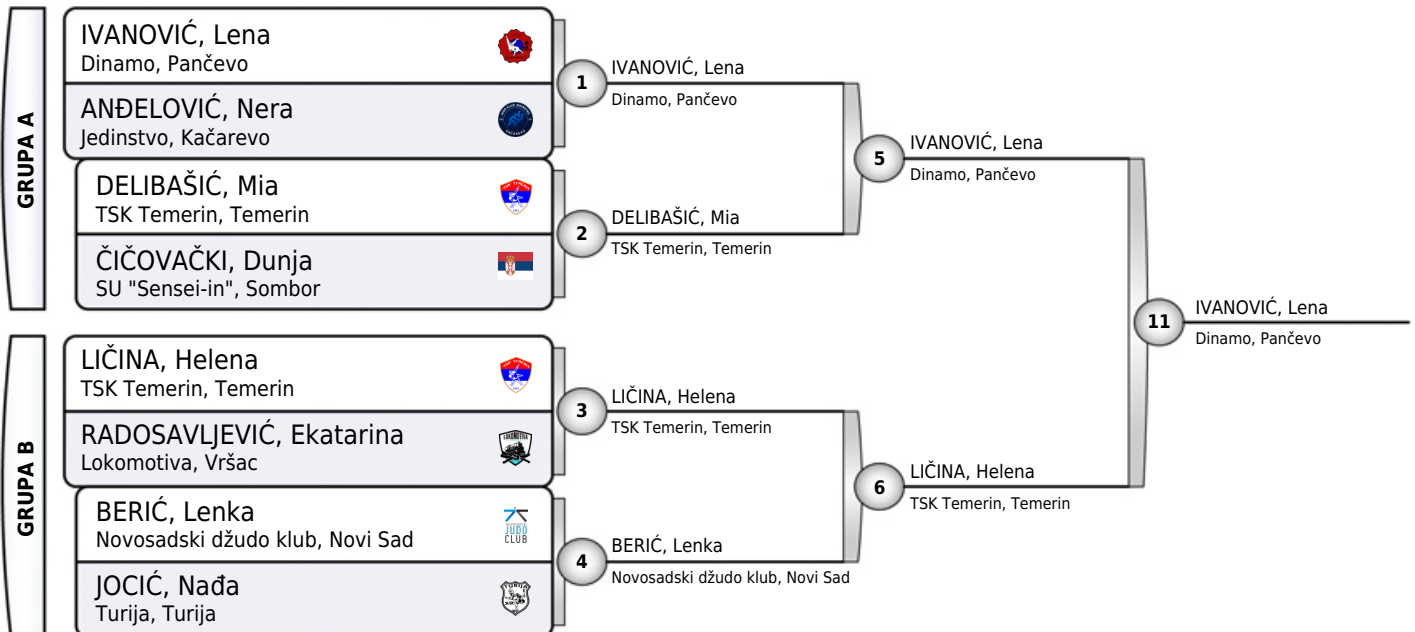 GRUPA A
IVANOVIĆ, Lena
Dinamo, Pančevo
ANĐELOVIĆ, Nera
Jedinstvo, Kačarevo
DELIBAŠIĆ, Mia
TSK Temerin, Temerin
ČIČOVAČKI, Dunja
SU "Sensei-in", Sombor
GRUPA B
LIČINA, Helena
TSK Temerin, Temerin
RADOSAVLJEVIĆ, Ekatarina
Lokomotiva, Vršac
LOKOMOTIVA
BERIĆ, Lenka
Novosadski džudo klub, Novi Sad
JUDO
CLUB
JOCIĆ, Nađa
Turija, Turija
TURIJA
1
IVANOVIĆ, Lena
Dinamo, Pančevo
2
DELIBAŠIĆ, Mia
TSK Temerin, Temerin
3
LIČINA, Helena
TSK Temerin, Temerin
4
BERIĆ, Lenka
Novosadski džudo klub, Novi Sad
5
IVANOVIĆ, Lena
Dinamo, Pančevo
6
LIČINA, Helena
TSK Temerin, Temerin
11
IVANOVIĆ, Lena
Dinamo, Pančevo